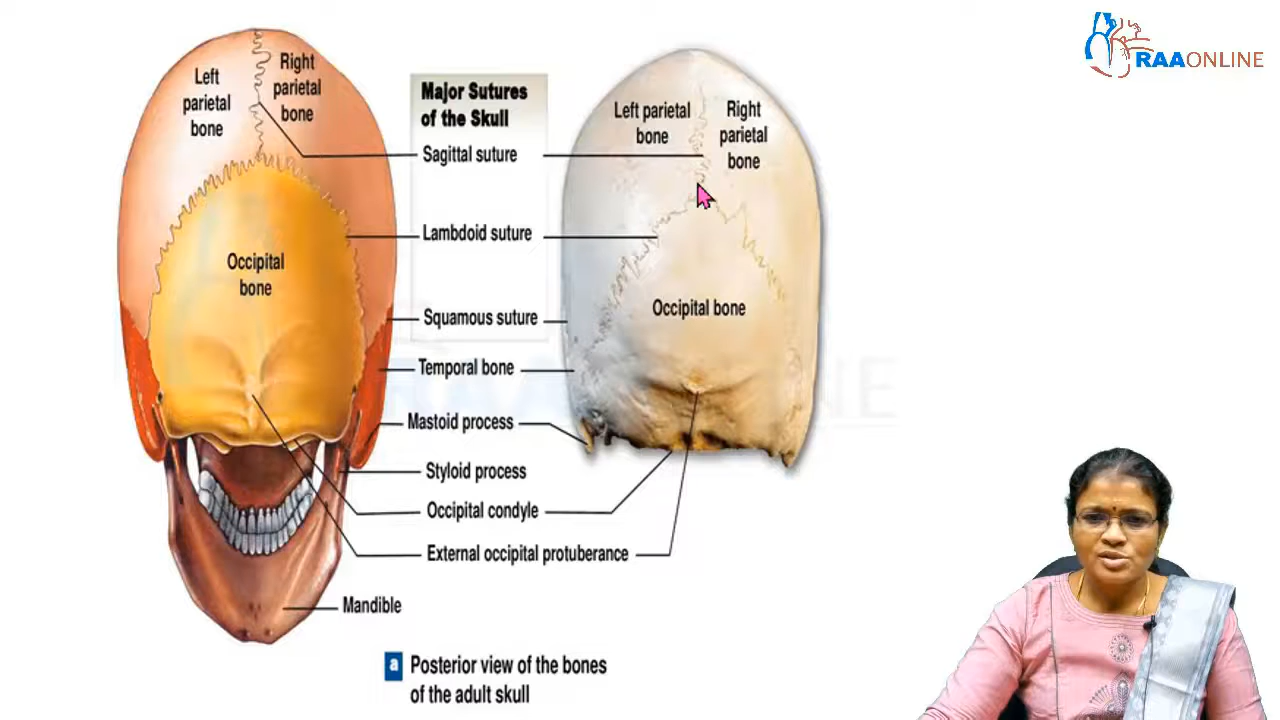 RAAONLINE
Left
parietal
bone
Right
parietal
bone
Occipital
bone
Major Sutures
of the Skull
Sagittal suture
Lambdoid suture
Squamous suture
Temporal bone
Mastoid process
Styloid process
Occipital condyle
External occipital protuberance
Mandible
Left parietal
bone
Right
parietal
bone
Occipital bone
a Posterior view of the bones
of the adult skull